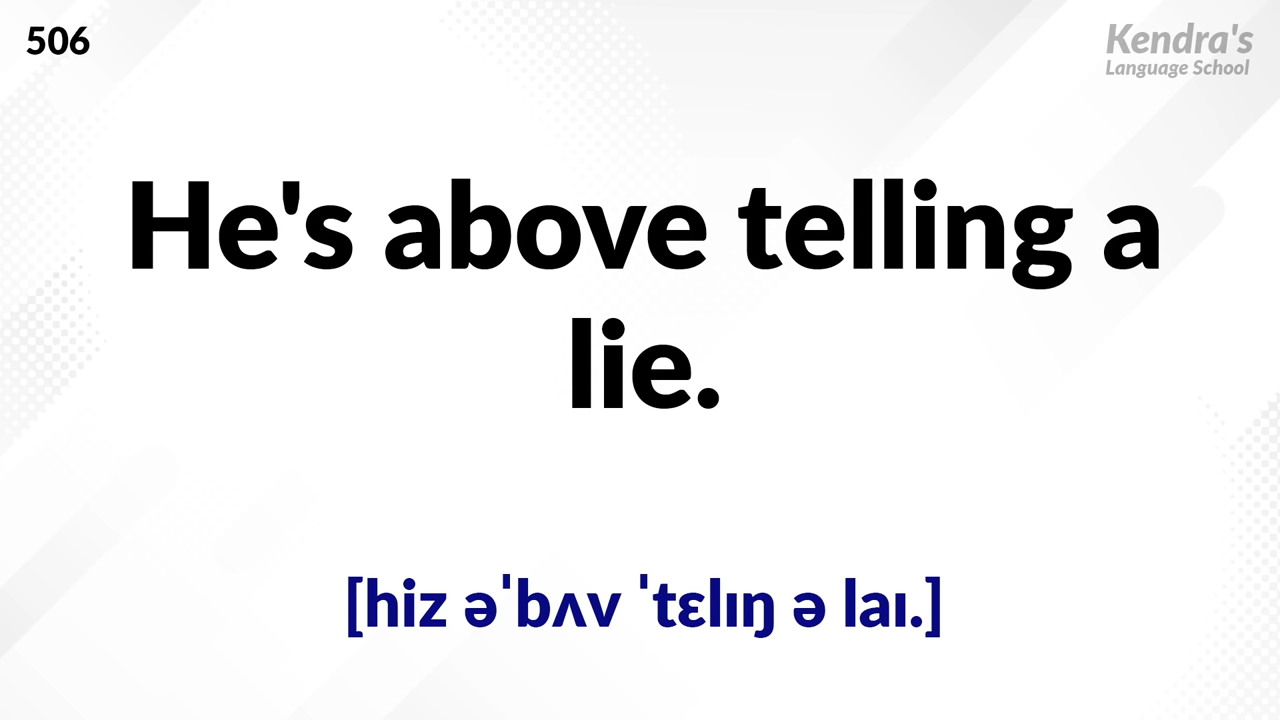 506
Kendra's
Language School
He's above telling a
lie.
[hiz əˈbʌv ˈtɛlɪŋ ə laɪ.]